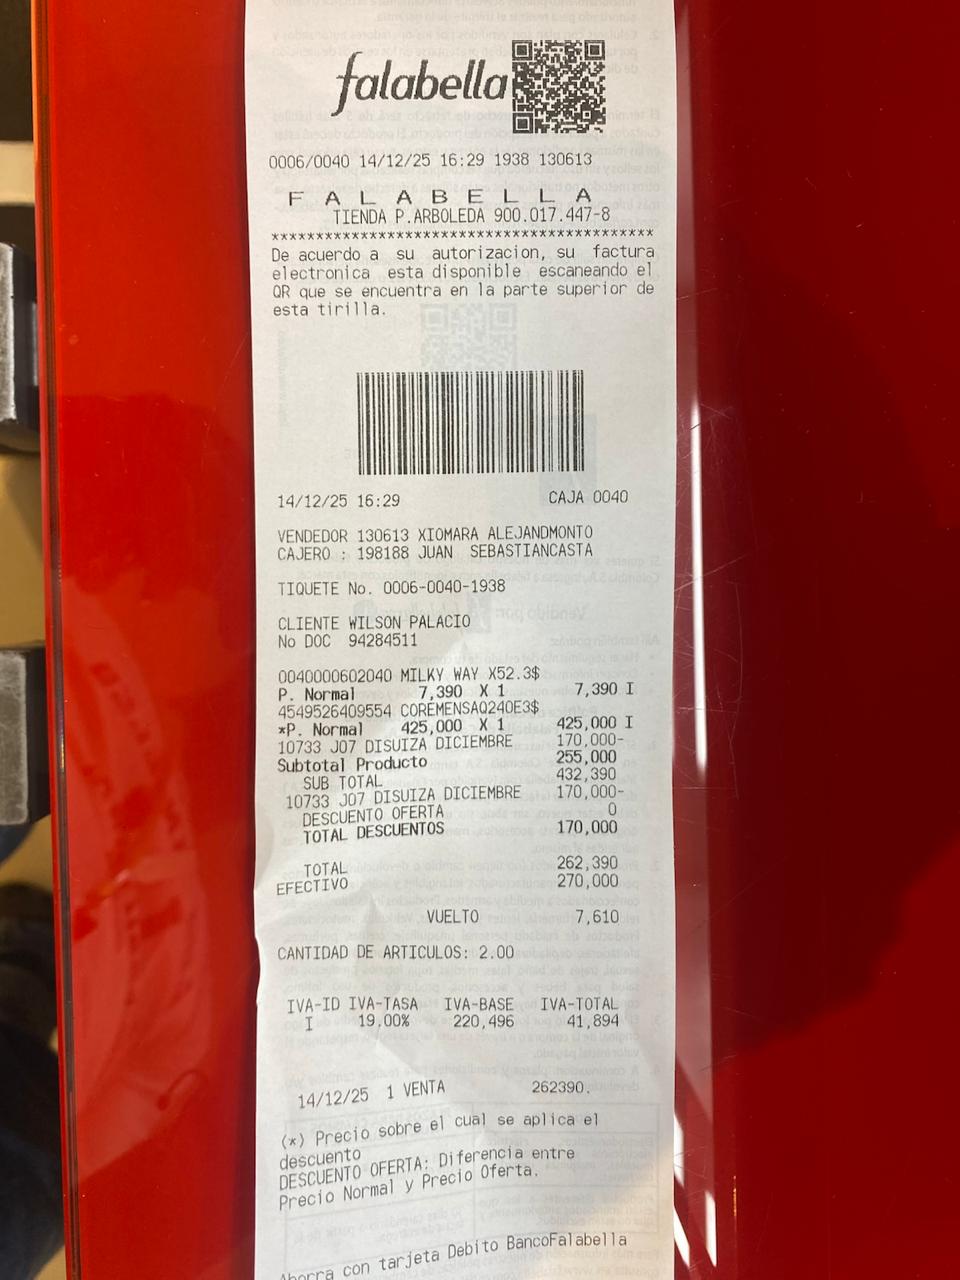 falabella
0006/0040 14/12/25 16:29 1938 130613
F A L A B E L L A
TIENDA P.ARBOLEDA 900.017.447-8
*******************************************
De acuerdo a su autorizacion, su factura
electronica esta disponible escaneando el
QR que se encuentra en la parte superior de
esta tirilla.
14/12/25 16:29 CAJA 0040
VENDEDOR 130613 XIOMARA ALEJANDMONTO
CAJERO : 198188 JUAN SEBASTIANCASTA
TIQUETE No. 0006-0040-1938
CLIENTE WILSON PALACIO
No DOC 94284511
0040000602040 MILKY WAY X52.3$
P. Normal 7,390 X 1 7,390 I
4549526409554 COREMENSAQ240E3$
*P. Normal 425,000 X 1 425,000 I
10733 J07 DISUIZA DICIEMBRE 170,000-
Subtotal Producto 255,000
SUB TOTAL 432,390
10733 J07 DISUIZA DICIEMBRE 170,000-
DESCUENTO OFERTA 0
TOTAL DESCUENTOS 170,000
TOTAL 262,390
EFECTIVO 270,000
VUELTO 7,610
CANTIDAD DE ARTICULOS: 2.00
IVA-ID IVA-TASA IVA-BASE IVA-TOTAL
I 19,00% 220,496 41,894
14/12/25 1 VENTA 262390.
(*) Precio sobre el cual se aplica el
descuento
DESCUENTO OFERTA: Diferencia entre
Precio Normal y Precio Oferta.
Ahorra con tarjeta Debito BancoFalabella